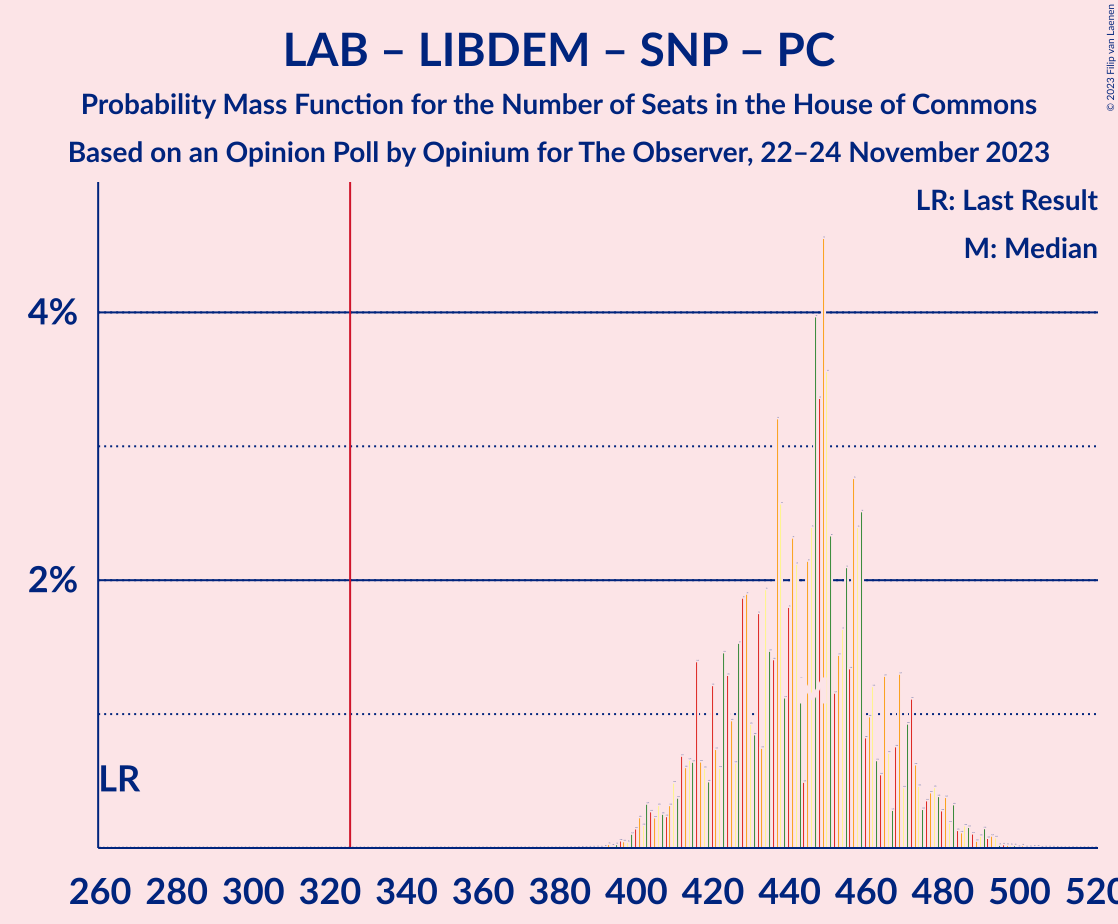 LAB – LIBDEM – SNP – PC
Probability Mass Function for the Number of Seats in the House of Commons
Based on an Opinion Poll by Opinium for The Observer, 22–24 November 2023
© 2023 Filip van Laenen
LR: Last Result
M: Median
4%
2%
LR
260 280 300 320 340 360 380 400 420 440 460 480 500 520